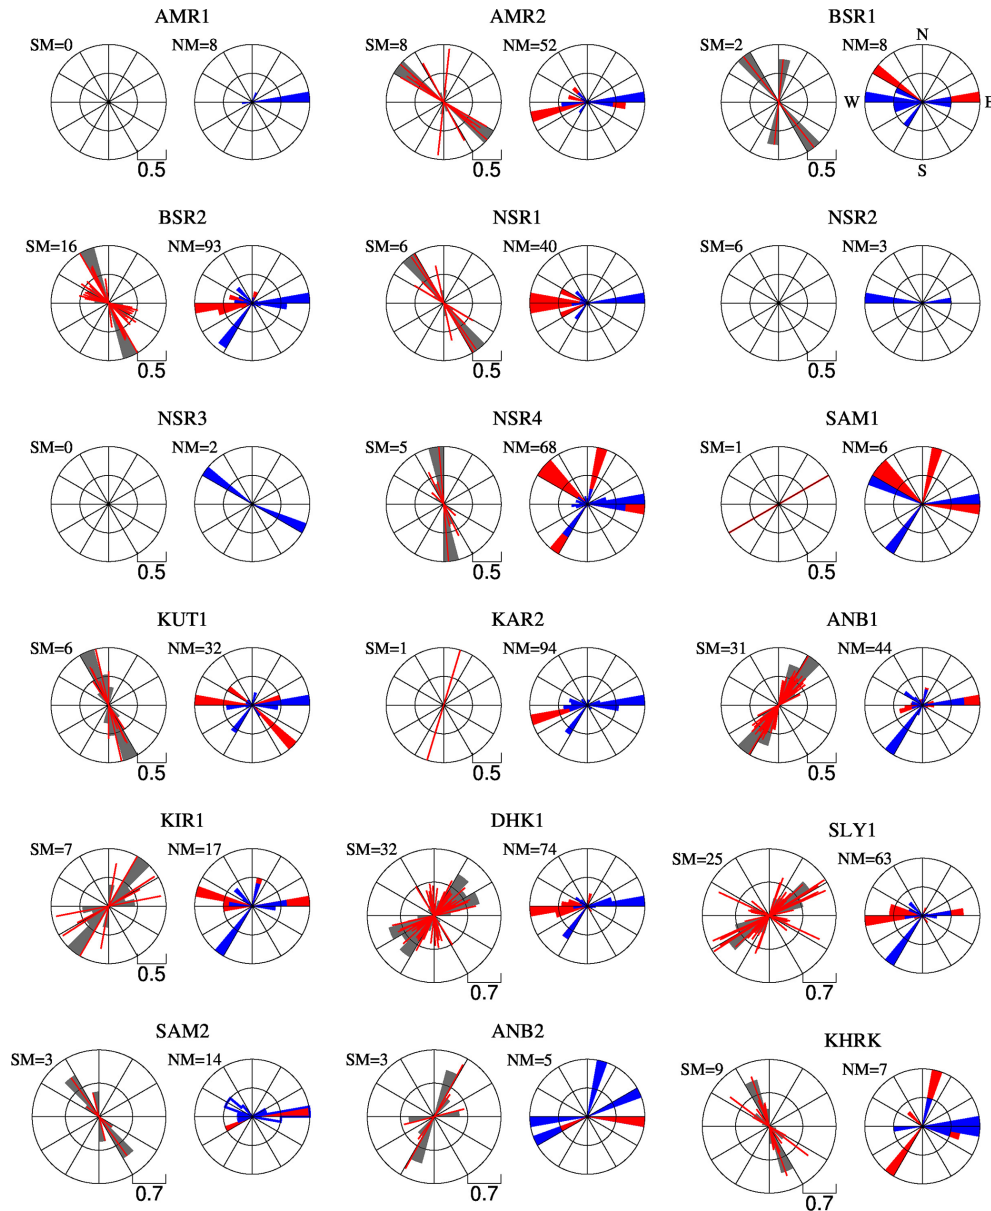 AMR1 AMR2 BSR1
SM=0 NM=8 SM=8 NM=52 SM=2 NM=8 N
W E
S
0.5 0.5 0.5
BSR2 NSR1 NSR2
SM=16 NM=93 SM=6 NM=40 SM=6 NM=3
0.5 0.5 0.5
NSR3 NSR4 SAM1
SM=0 NM=2 SM=5 NM=68 SM=1 NM=6
0.5 0.5 0.5
KUT1 KAR2 ANB1
SM=6 NM=32 SM=1 NM=94 SM=31 NM=44
0.5 0.5 0.5
KIR1 DHK1 SLY1
SM=7 NM=17 SM=32 NM=74 SM=25 NM=63
0.5 0.7 0.7
SAM2 ANB2 KHRK
SM=3 NM=14 SM=3 NM=5 SM=9 NM=7
0.7 0.7 0.7